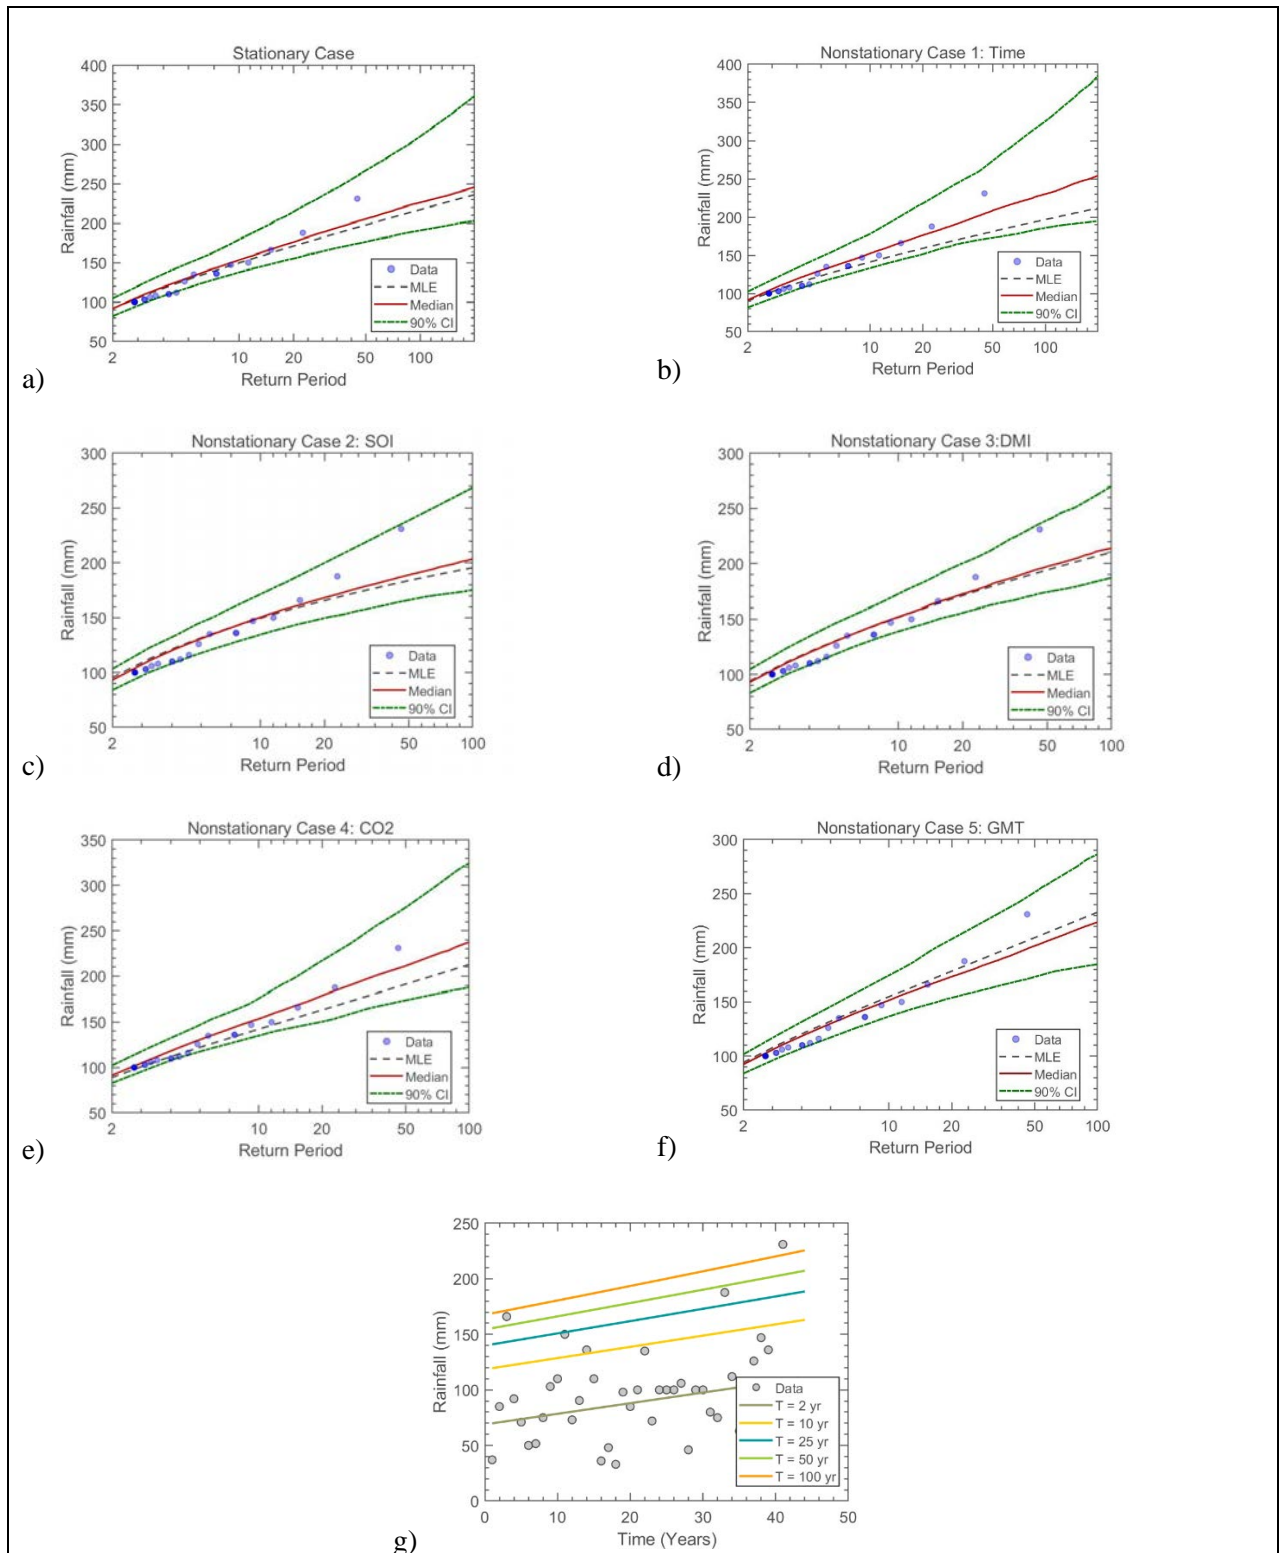 Stationary Case
400
350
300
250
200
150
100
50
Rainfall (mm)
2 10 20 50 100
Return Period
Data
MLE
Median
90% CI
a)
Nonstationary Case 1: Time
400
350
300
250
200
150
100
50
Rainfall (mm)
2 10 20 50 100
Return Period
Data
MLE
Median
90% CI
b)
Nonstationary Case 2: SOI
300
250
200
150
100
50
Rainfall (mm)
2 10 20 50 100
Return Period
Data
MLE
Median
90% CI
c)
Nonstationary Case 3:DMI
300
250
200
150
100
50
Rainfall (mm)
2 10 20 50 100
Return Period
Data
MLE
Median
90% CI
d)
Nonstationary Case 4: CO2
350
300
250
200
150
100
50
Rainfall (mm)
2 10 20 50 100
Return Period
Data
MLE
Median
90% CI
e)
Nonstationary Case 5: GMT
300
250
200
150
100
50
Rainfall (mm)
2 10 20 50 100
Return Period
Data
MLE
Median
90% CI
f)
250
200
150
100
50
0
Rainfall (mm)
0 10 20 30 40 50
Time (Years)
Data
T = 2 yr
T = 10 yr
T = 25 yr
T = 50 yr
T = 100 yr
g)